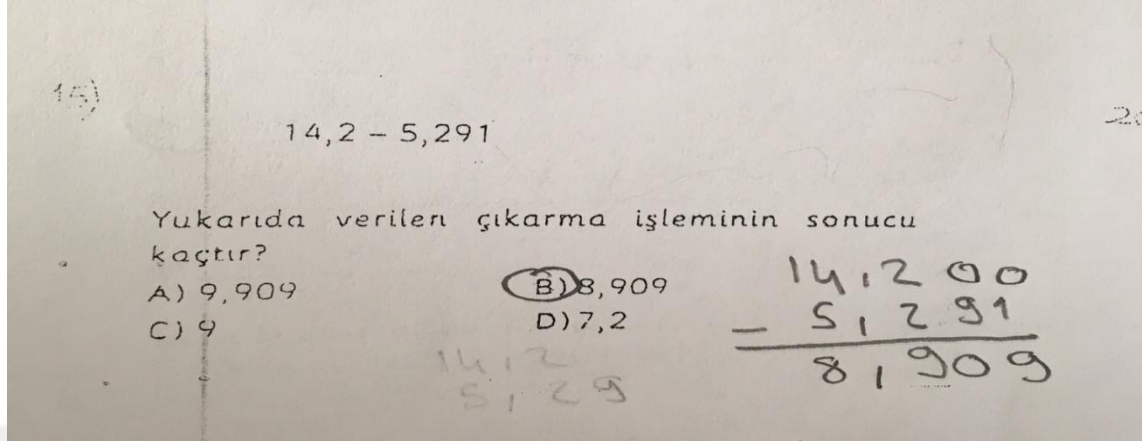 15)
14,2 – 5,291
Yukarıda verilen çıkarma işleminin sonucu
kaçtır?
A) 9,909
B) 8,909
C) 9
D) 7,2
14,200
– 5,291
8,909
14,2
5,29